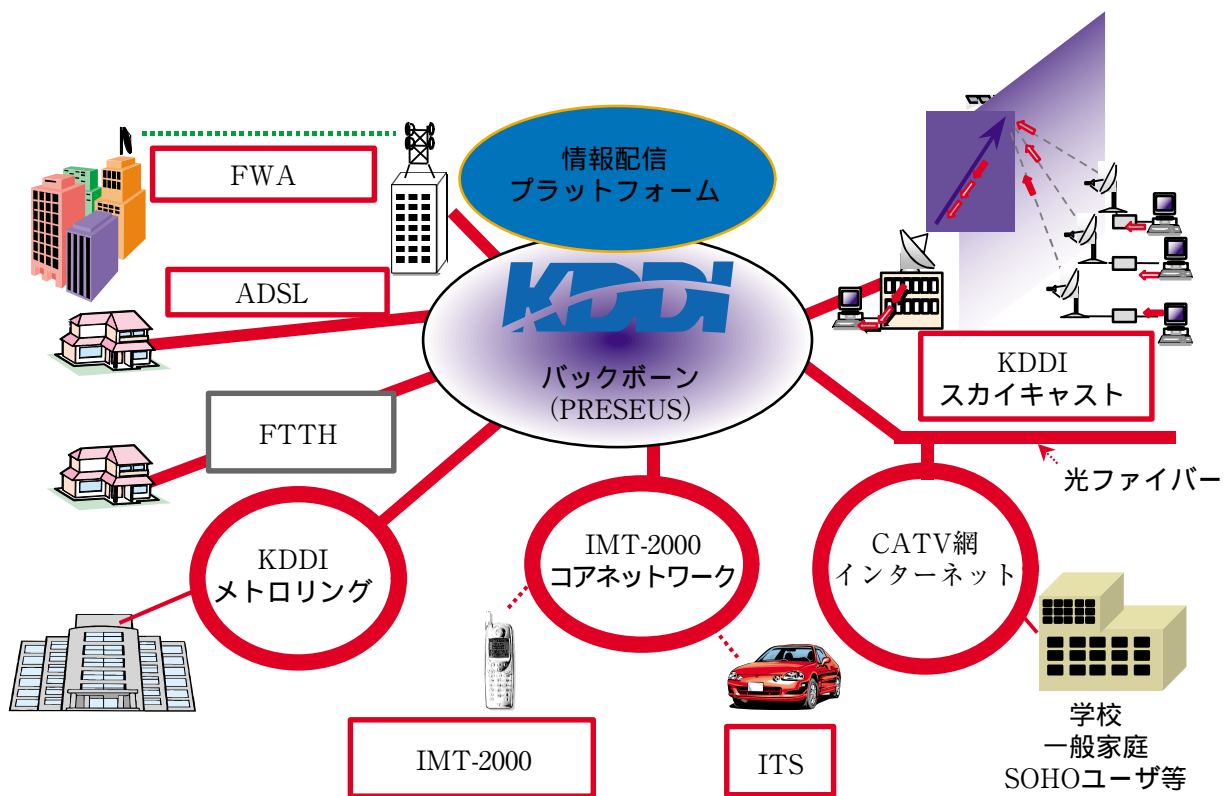 情報配信
プラットフォーム
FWA
KDDI
ADSL
バックボーン
(PRESEUS)
KDDI
スカイキャスト
FTTH
光ファイバー
KDDI
メトロリング
IMT-2000
コアネットワーク
CATV網
インターネット
IMT-2000
ITS
学校
一般家庭
SOHOユーザ等